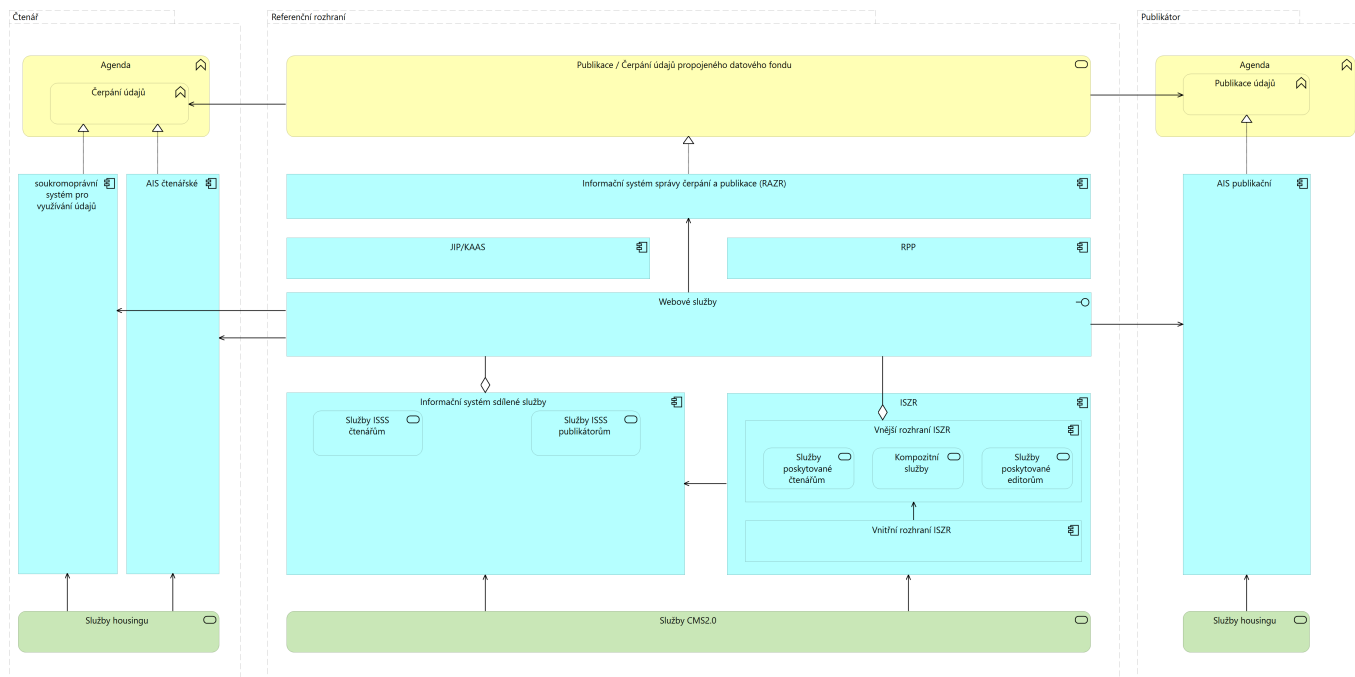 Čtenář
Referenční rozhraní
Publikátor
Agenda
Čerpání údajů
Publikace / Čerpání údajů propojeného datového fondu
Agenda
Publikace údajů
soukromoprávní
systém pro
využívání údajů
AIS čtenářské
Informační systém správy čerpání a publikace (RAZR)
AIS publikační
JIP/KAAS
RPP
Webové služby
Informační systém sdílené služby
Služby ISSS
čtenářům
Služby ISSS
publikátorům
ISZR
Vnější rozhraní ISZR
Služby
poskytované
čtenářům
Kompozitní
služby
Služby
poskytované
editorům
Vnitřní rozhraní ISZR
Služby housingu
Služby CMS2.0
Služby housingu